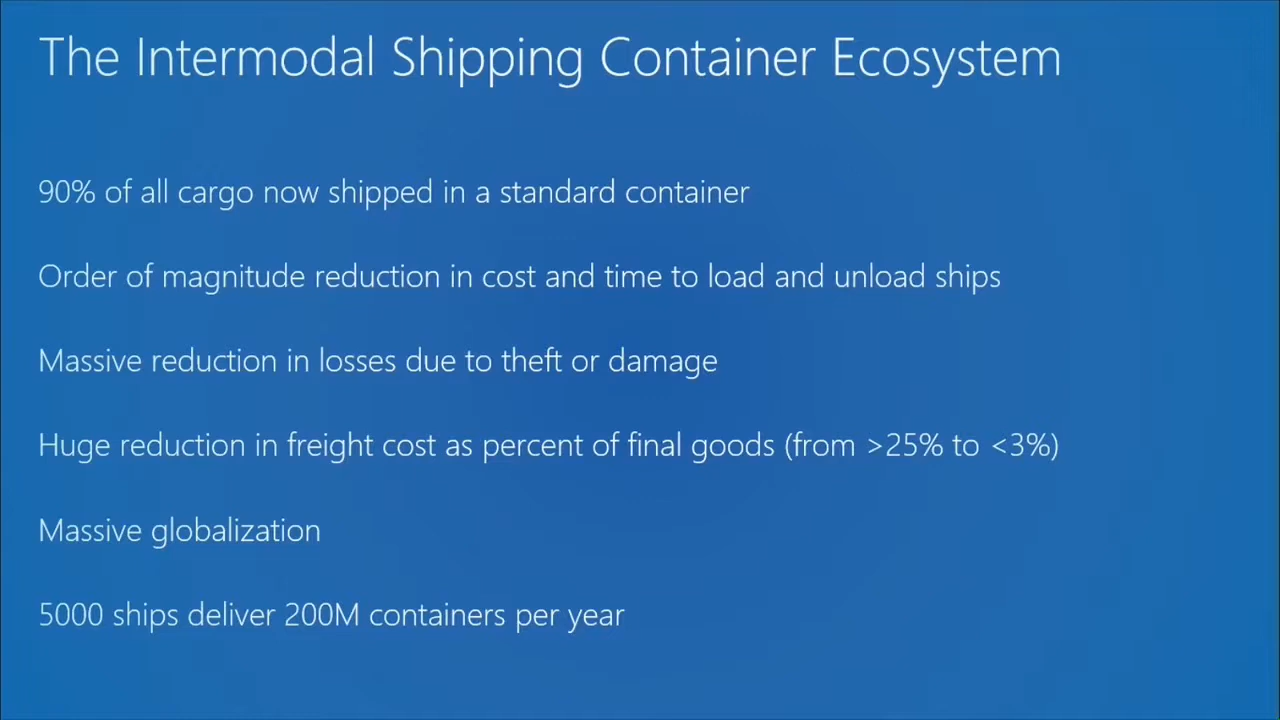 The Intermodal Shipping Container Ecosystem
90% of all cargo now shipped in a standard container
Order of magnitude reduction in cost and time to load and unload ships
Massive reduction in losses due to theft or damage
Huge reduction in freight cost as percent of final goods (from >25% to <3%)
Massive globalization
5000 ships deliver 200M containers per year